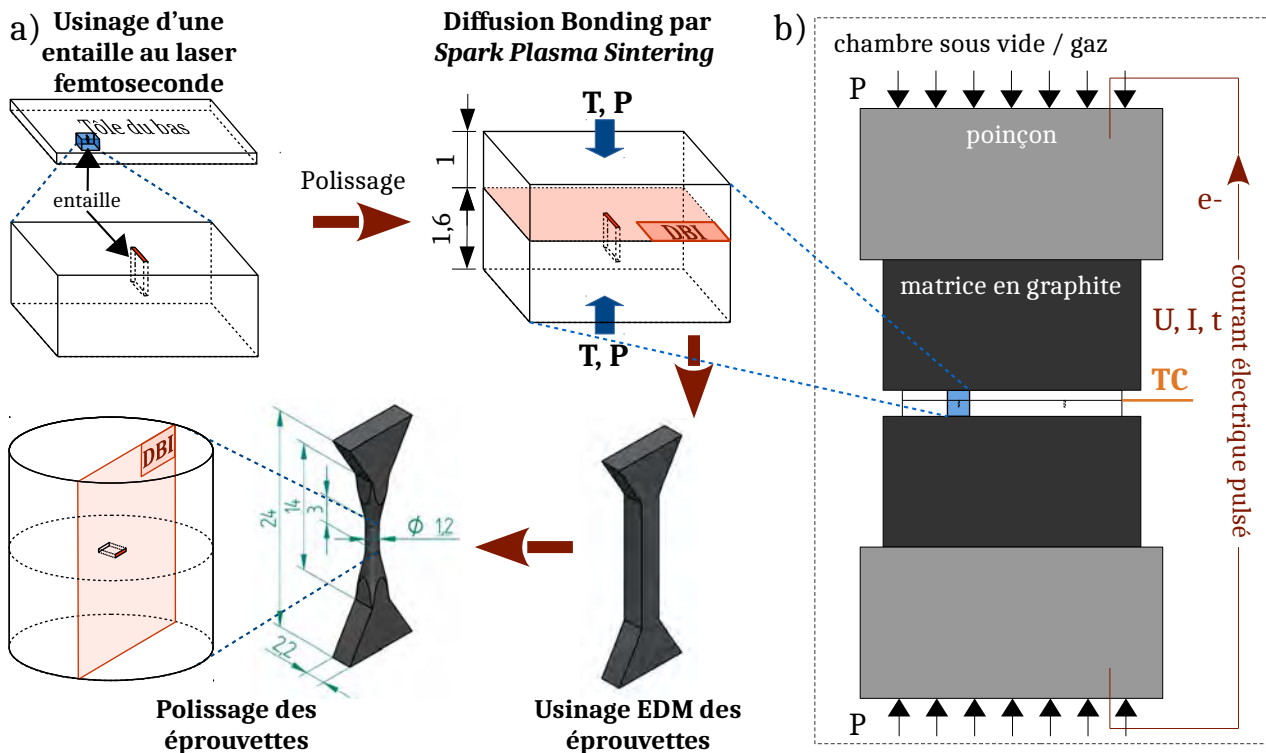 a)
Usinage d’une
entaille au laser
femtoseconde
Tôle du bas
entaille
Polissage
Diffusion Bonding par
Spark Plasma Sintering
T, P
1
1,6
DBI
T, P
b)
chambre sous vide / gaz
P
poinçon
e-
matrice en graphite
U, I, t
TC
courant électrique pulsé
P
DBI
24
14
3
ϕ 1,2
2,2
Polissage des
éprouvettes
Usinage EDM des
éprouvettes